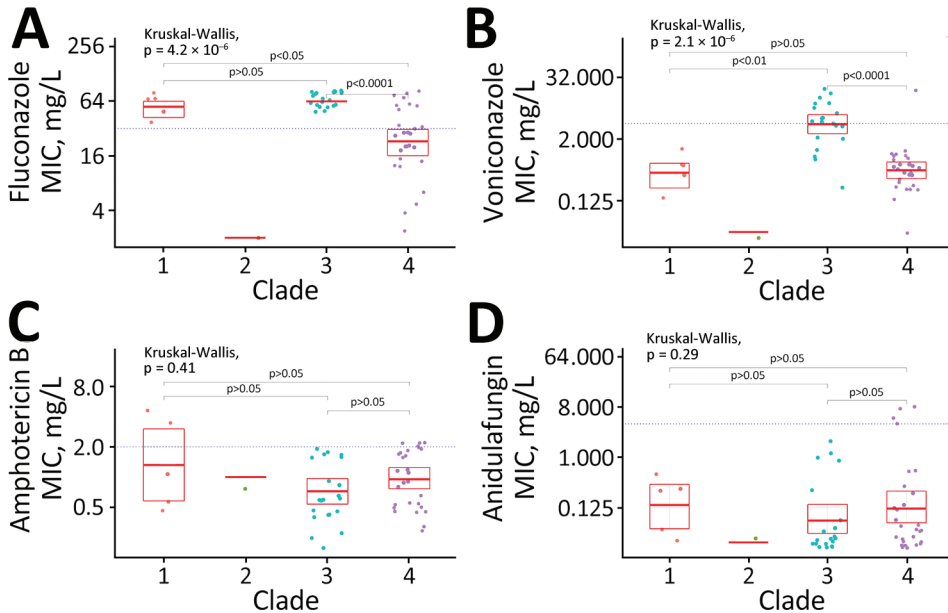 A
Kruskal-Wallis,
p = 4.2 × 10⁻⁶
p<0.05
p>0.05
p<0.0001
256
64
16
4
Fluconazole
MIC, mg/L
1 2 3 4
Clade
B
Kruskal-Wallis,
p = 2.1 × 10⁻⁶
p>0.05
p<0.01
p<0.0001
32.000
2.000
0.125
Voniconazole
MIC, mg/L
1 2 3 4
Clade
C
Kruskal-Wallis,
p = 0.41
p>0.05
p>0.05
p>0.05
8.0
2.0
0.5
Amphotericin B
MIC, mg/L
1 2 3 4
Clade
D
Kruskal-Wallis,
p = 0.29
p>0.05
p>0.05
p>0.05
64.000
8.000
1.000
0.125
Anidulafungin
MIC, mg/L
1 2 3 4
Clade